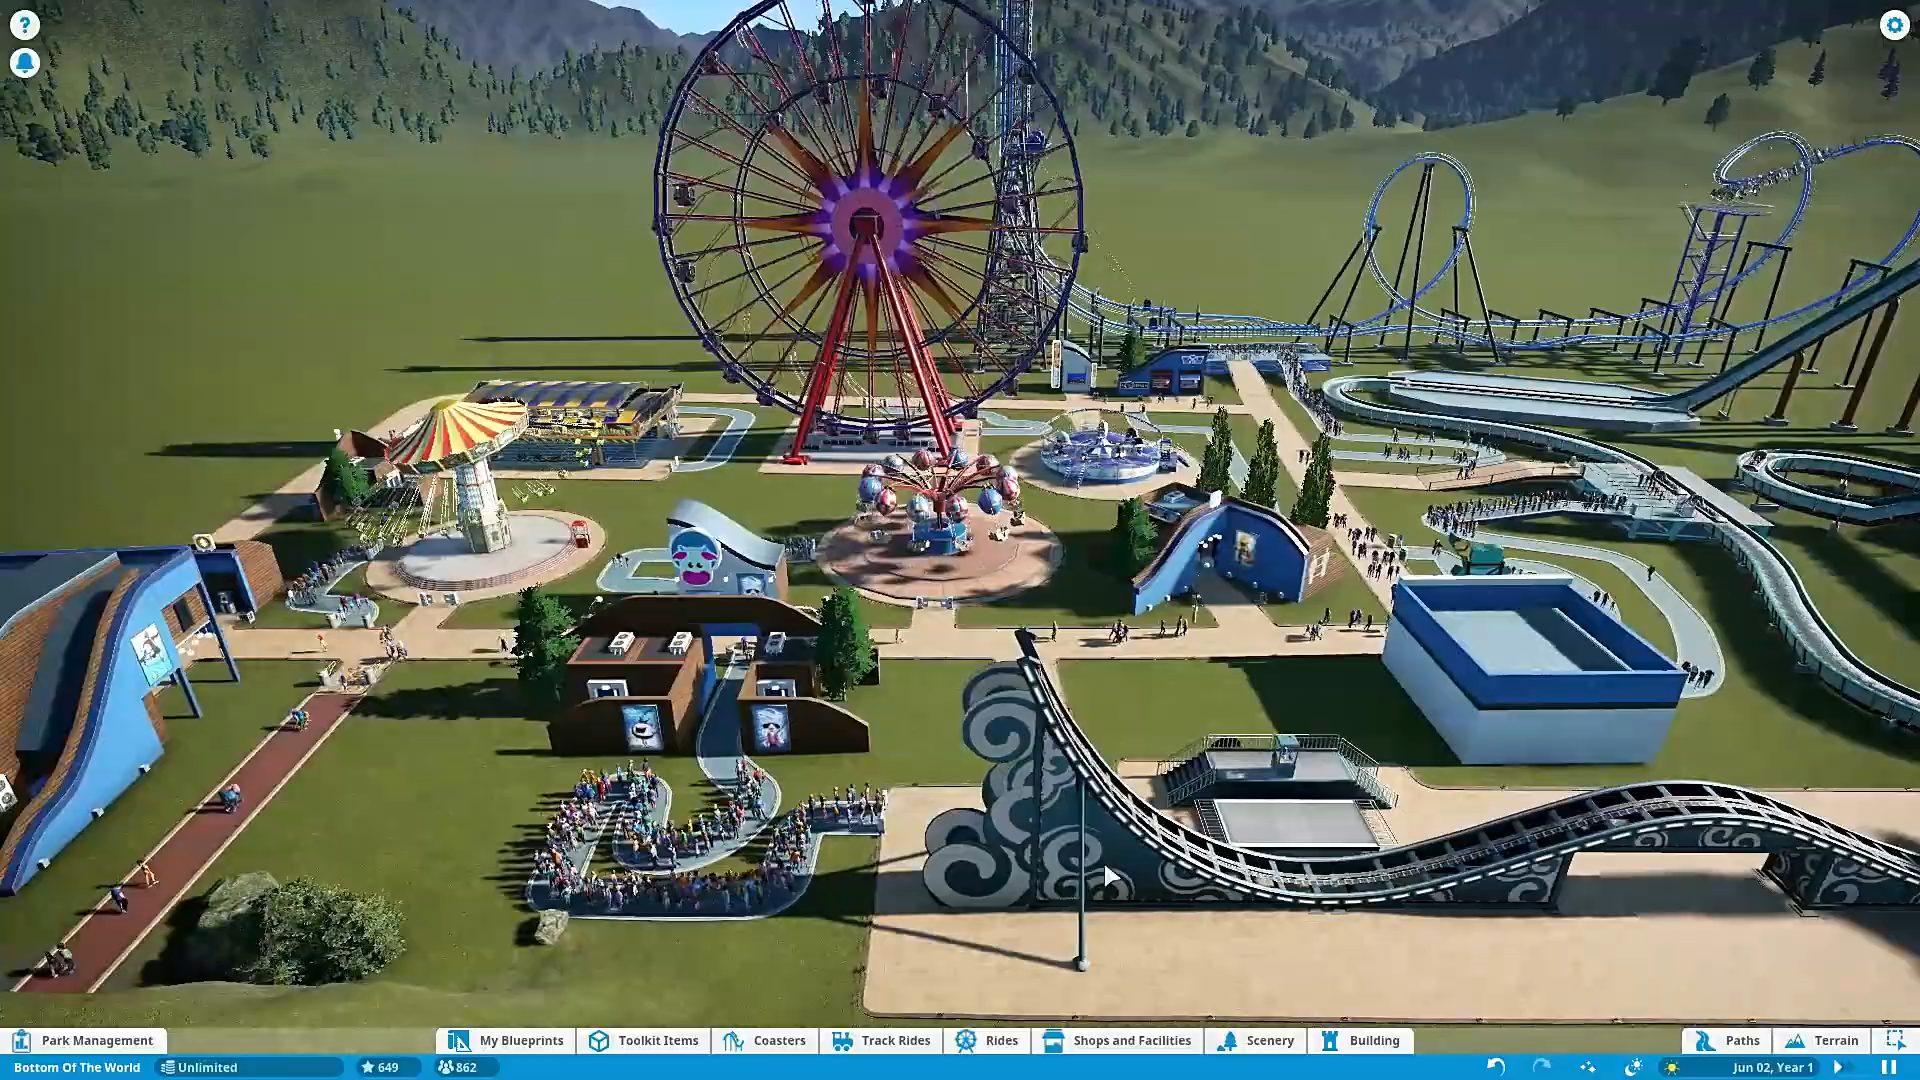 ?
Park Management
My Blueprints
Toolkit Items
Coasters
Track Rides
Rides
Shops and Facilities
Scenery
Building
Paths
Terrain
Bottom Of The World
Unlimited
649
862
Jun 02, Year 1